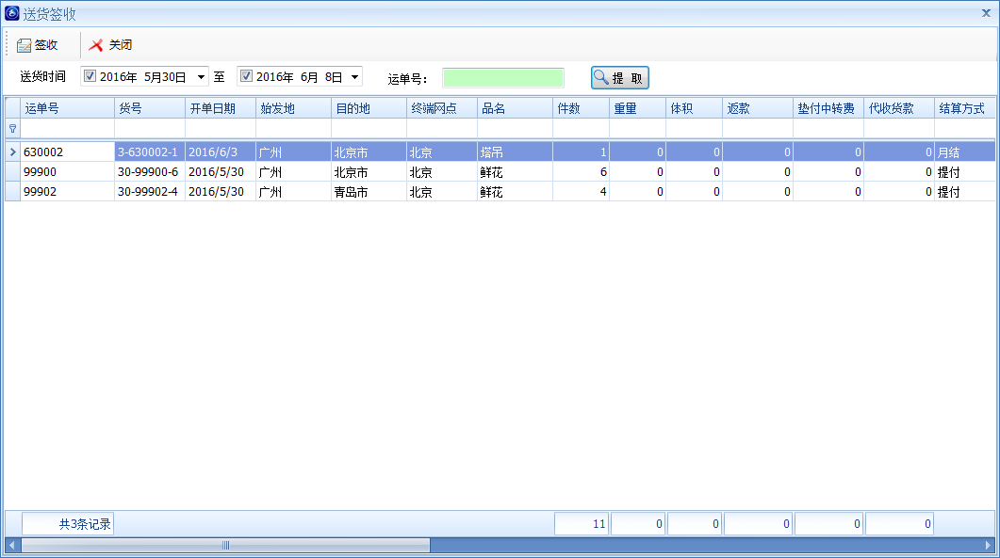 送货签收
签收 关闭
送货时间 2016年 5月30日 至 2016年 6月 8日 运单号： 提 取
运单号 货号 开单日期 始发地 目的地 终端网点 品名 件数 重量 体积 返款 垫付中转费 代收货款 结算方式
630002 3-630002-1 2016/6/3 广州 北京市 北京 塔吊 1 0 0 0 0 0 月结
99900 30-99900-6 2016/5/30 广州 北京市 北京 鲜花 6 0 0 0 0 0 提付
99902 30-99902-4 2016/5/30 广州 青岛市 北京 鲜花 4 0 0 0 0 0 提付
共3条记录 11 0 0 0 0 0